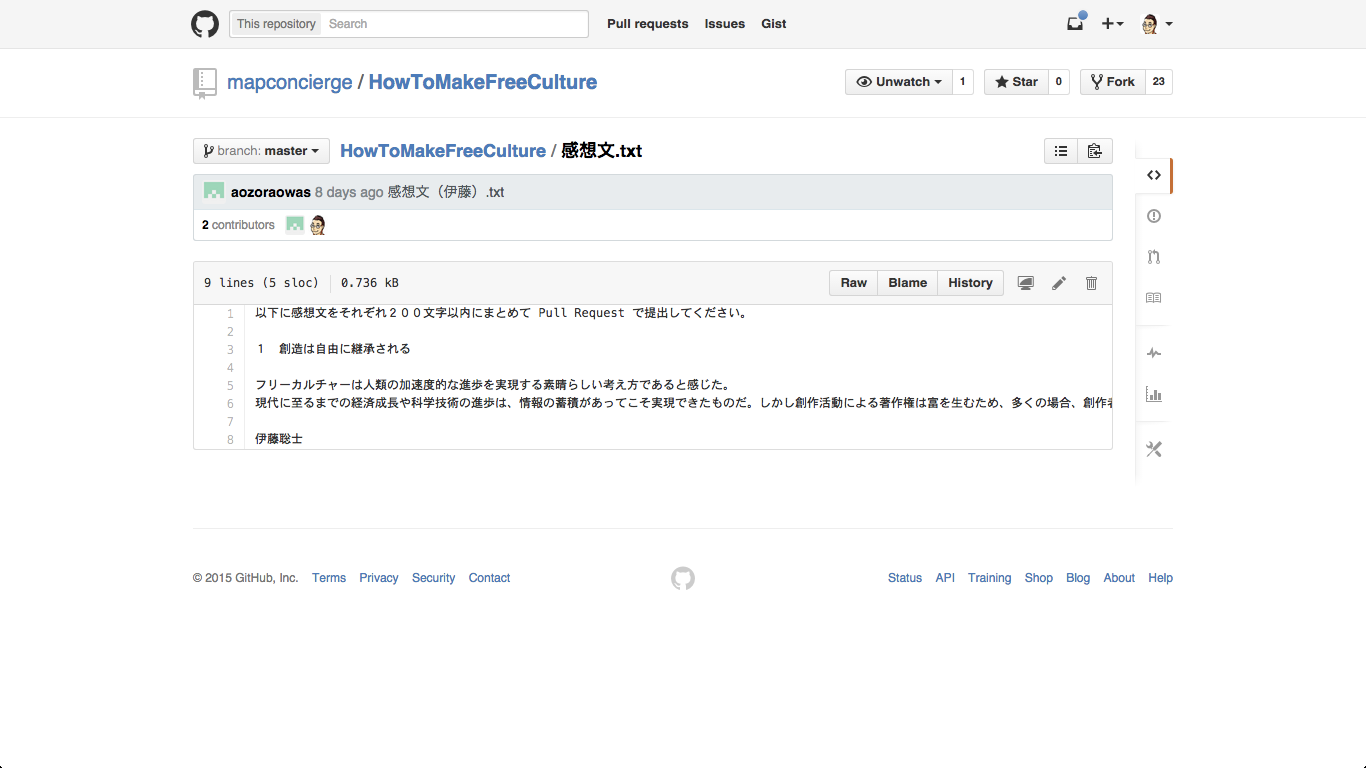 This repository Search Pull requests Issues Gist
mapconcierge / HowToMakeFreeCulture Unwatch 1 Star 0 Fork 23
branch: master HowToMakeFreeCulture / 感想文.txt
aozoraowas 8 days ago 感想文（伊藤）.txt
2 contributors
9 lines (5 sloc) 0.736 kB Raw Blame History
1 以下に感想文をそれぞれ２００文字以内にまとめて Pull Request で提出してください。
2
3 １　創造は自由に継承される
4
5 フリーカルチャーは人類の加速度的な進歩を実現する素晴らしい考え方であると感じた。
6 現代に至るまでの経済成長や科学技術の進歩は、情報の蓄積があってこそ実現できたものだ。しかし創作活動による著作権は富を生むため、多くの場合、創作者
7
8 伊藤聡士
© 2015 GitHub, Inc. Terms Privacy Security Contact Status API Training Shop Blog About Help